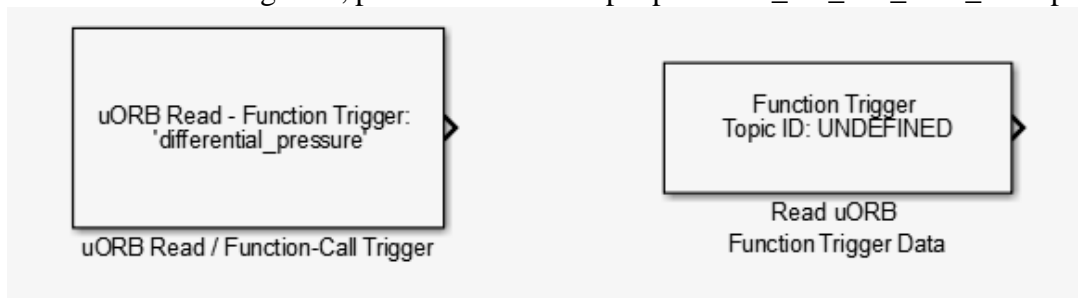 uORB Read - Function Trigger:
'differential_pressure'
uORB Read / Function-Call Trigger
Function Trigger
Topic ID: UNDEFINED
Read uORB
Function Trigger Data